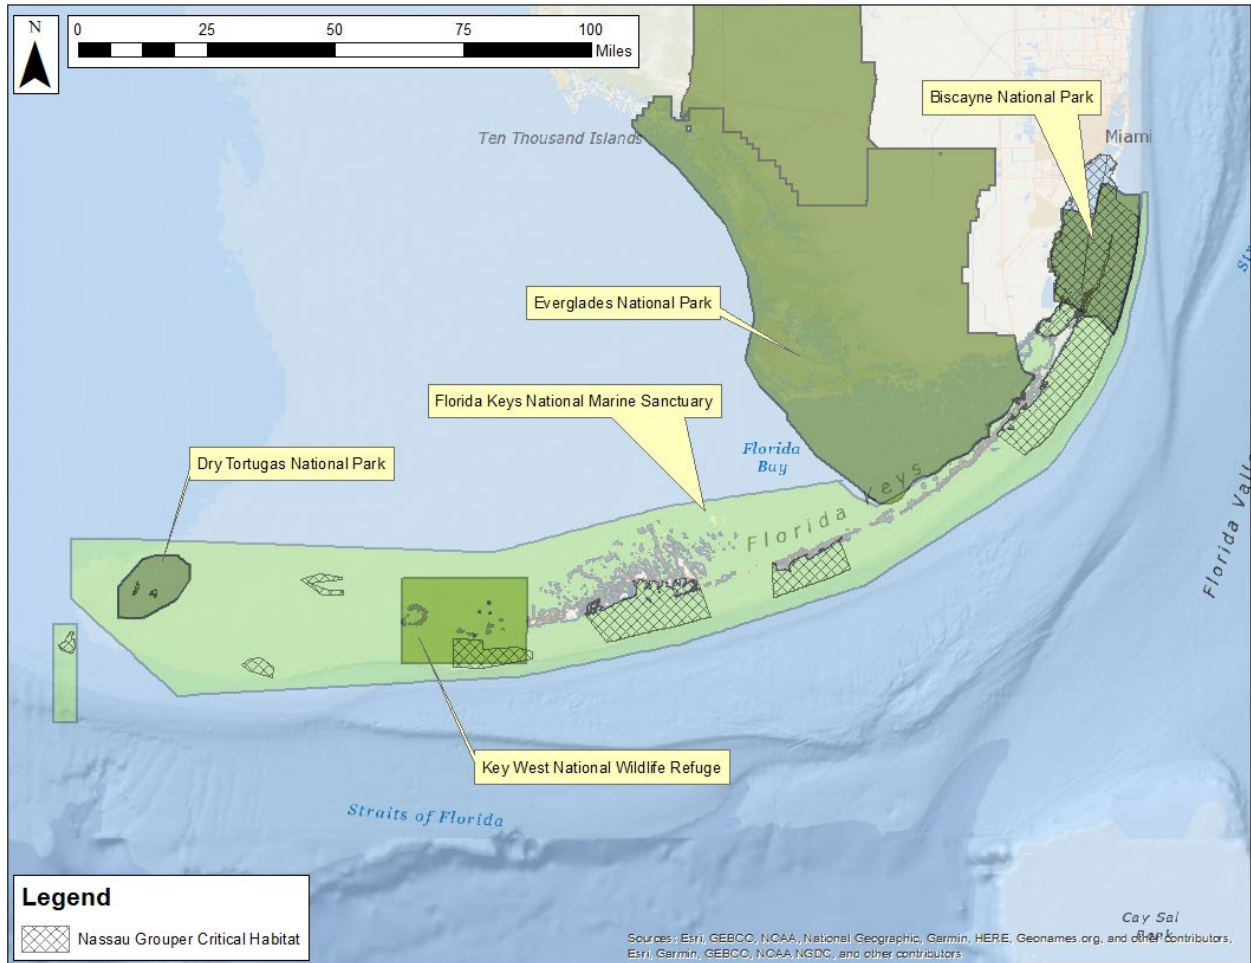 N
0 25 50 75 100
Miles
Biscayne National Park
Ten Thousand Islands
Miami
Everglades National Park
Florida Keys National Marine Sanctuary
Florida
Bay
Dry Tortugas National Park
Florida Keys
Florida Valle
Key West National Wildlife Refuge
Straits of Florida
Legend
Nassau Grouper Critical Habitat
Cay Sal
Bank
Sources: Esri, GEBCO, NOAA, National Geographic, Garmin, HERE, Geonames.org, and other contributors,
Esri, Garmin, GEBCO, NOAA NGDC, and other contributors